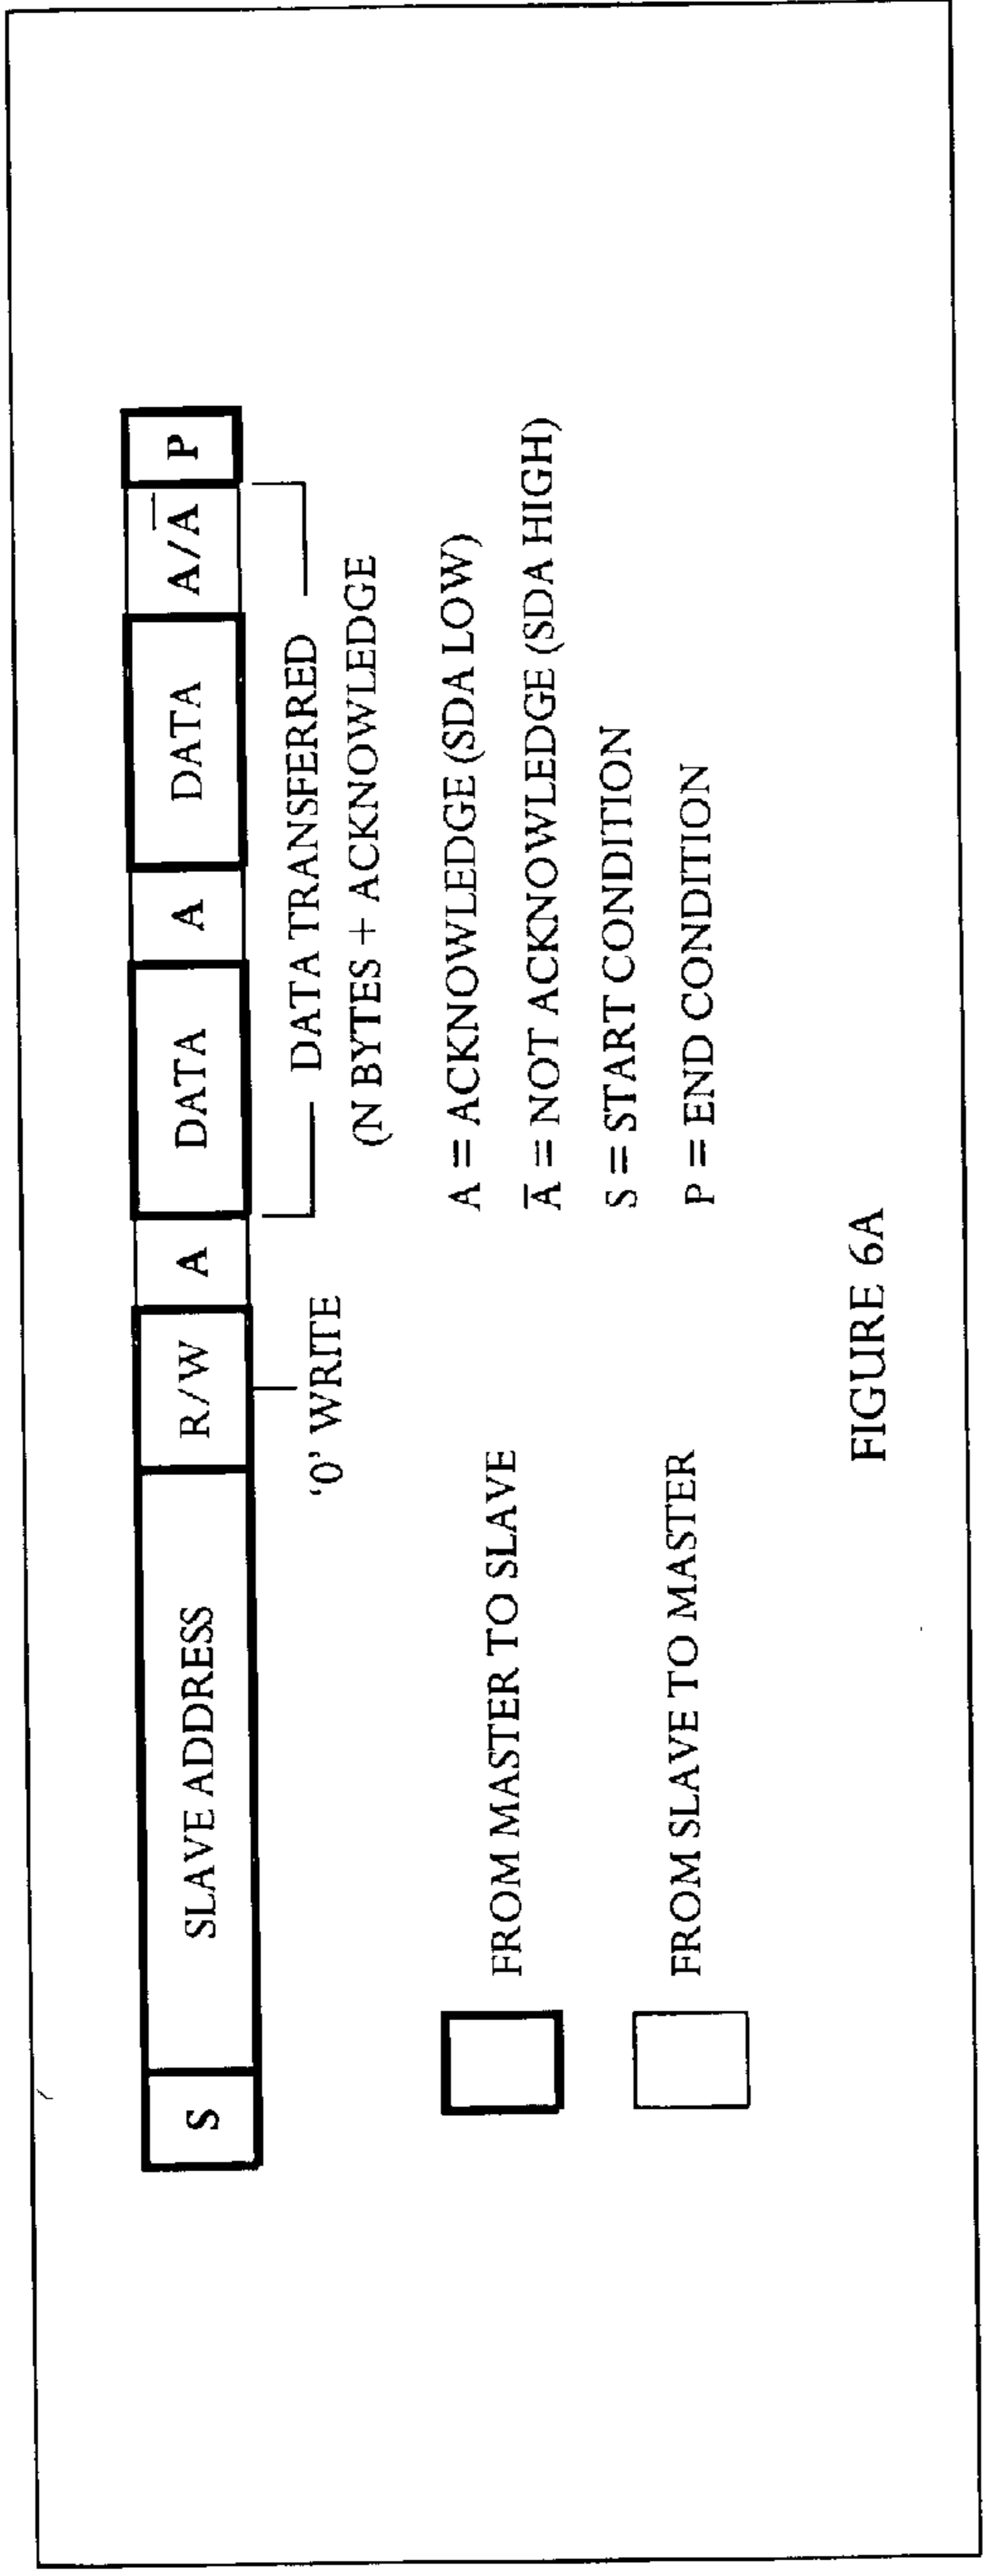 S SLAVE ADDRESS R/W A DATA A DATA A/A̅ P
'0' WRITE
DATA TRANSFERRED
(N BYTES + ACKNOWLEDGE
FROM MASTER TO SLAVE
FROM SLAVE TO MASTER
A = ACKNOWLEDGE (SDA LOW)
A̅ = NOT ACKNOWLEDGE (SDA HIGH)
S = START CONDITION
P = END CONDITION
FIGURE 6A